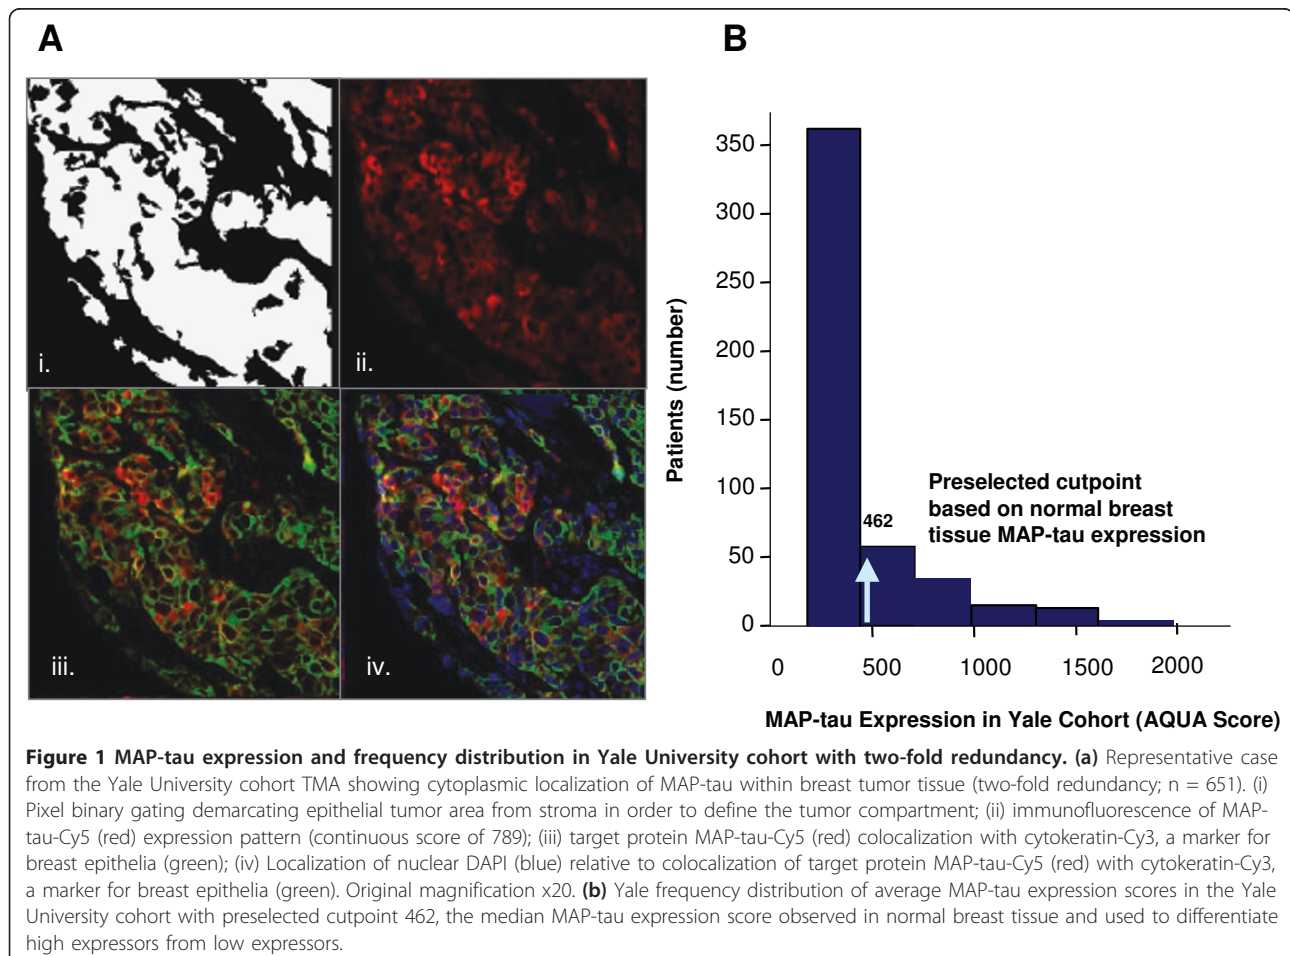 A
B
i.
ii.
iii.
iv.
Patients (number)
350
300
250
200
150
100
50
0
462
Preselected cutpoint
based on normal breast
tissue MAP-tau expression
0
500
1000
1500
2000
MAP-tau Expression in Yale Cohort (AQUA Score)
Figure 1 MAP-tau expression and frequency distribution in Yale University cohort with two-fold redundancy. (a) Representative case
from the Yale University cohort TMA showing cytoplasmic localization of MAP-tau within breast tumor tissue (two-fold redundancy; n = 651). (i)
Pixel binary gating demarcating epithelial tumor area from stroma in order to define the tumor compartment; (ii) immunofluorescence of MAP-
tau-Cy5 (red) expression pattern (continuous score of 789); (iii) target protein MAP-tau-Cy5 (red) colocalization with cytokeratin-Cy3, a marker for
breast epithelia (green); (iv) Localization of nuclear DAPI (blue) relative to colocalization of target protein MAP-tau-Cy5 (red) with cytokeratin-Cy3,
a marker for breast epithelia (green). Original magnification x20. (b) Yale frequency distribution of average MAP-tau expression scores in the Yale
University cohort with preselected cutpoint 462, the median MAP-tau expression score observed in normal breast tissue and used to differentiate
high expressors from low expressors.